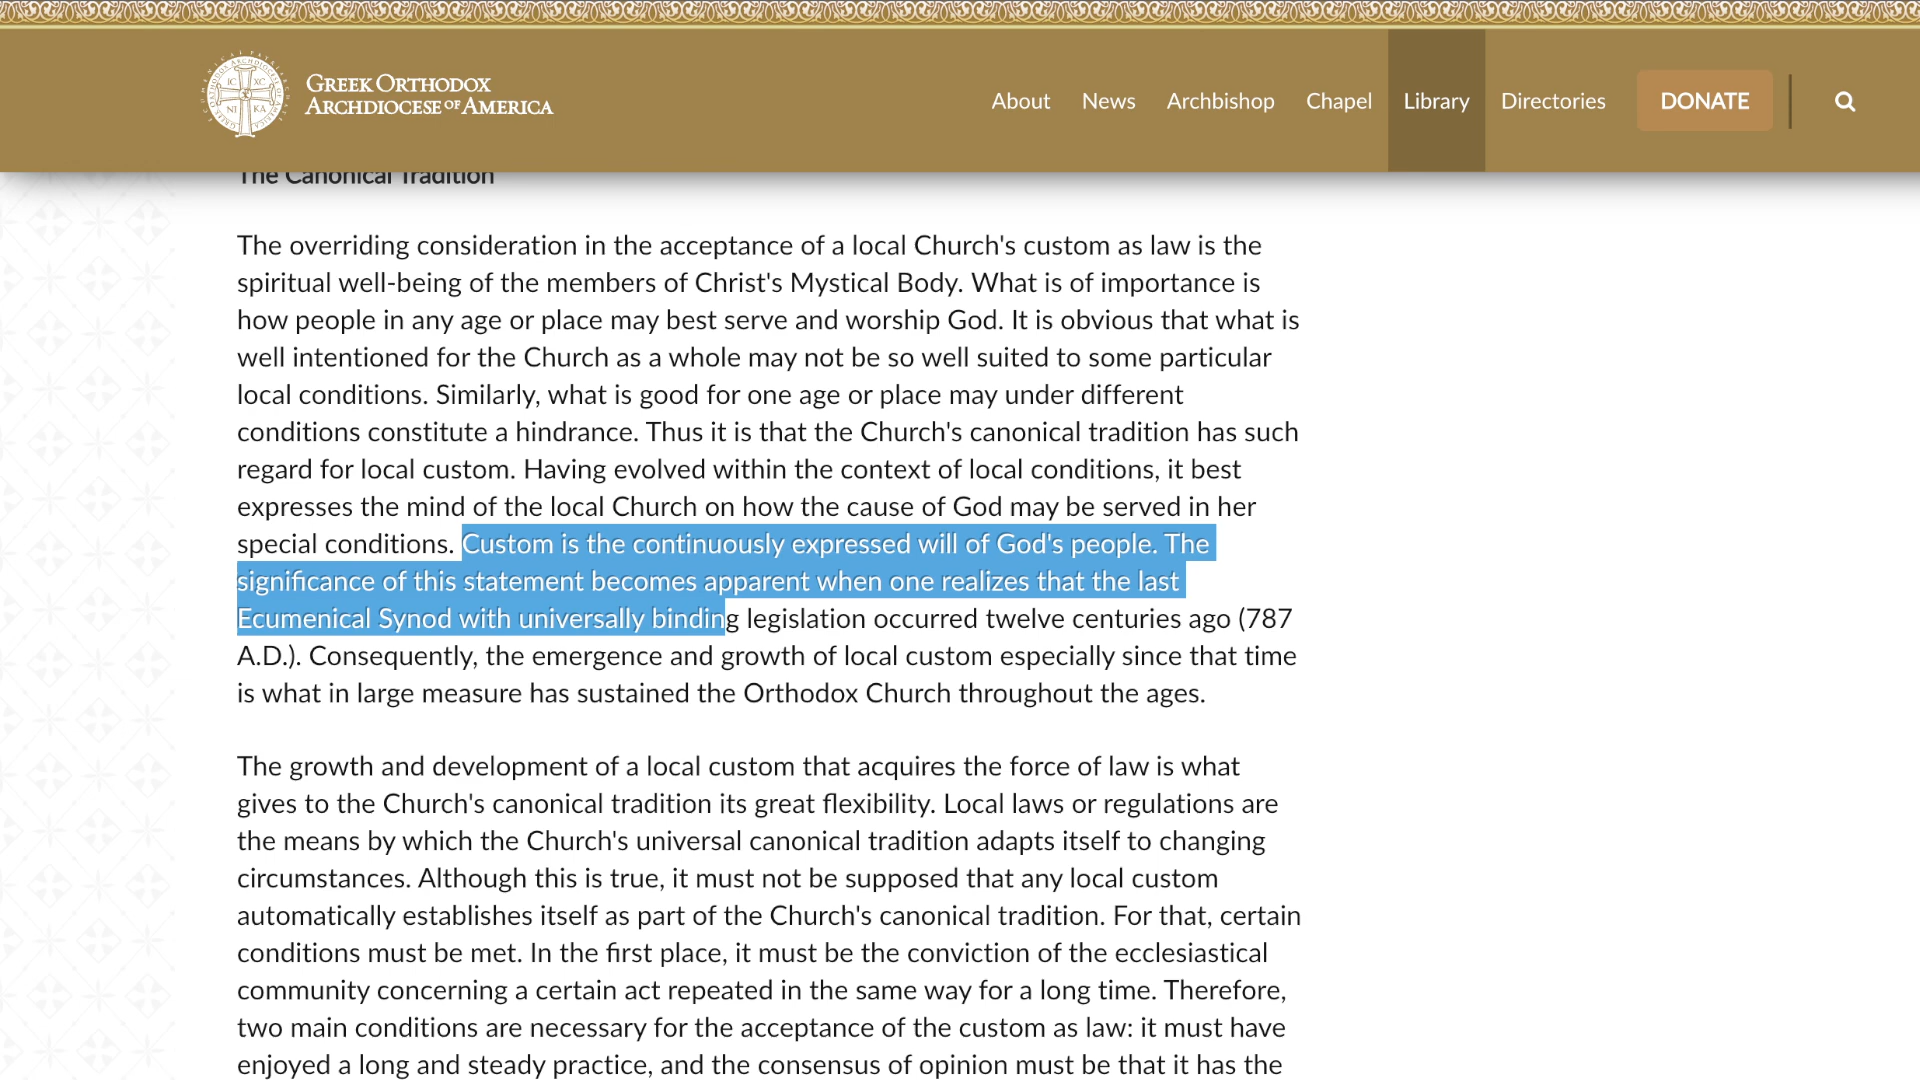 GREEK ORTHODOX
ARCHDIOCESE OF AMERICA
IC XC
NI KA
About News Archbishop Chapel Library Directories DONATE
The Canonical Tradition
The overriding consideration in the acceptance of a local Church's custom as law is the
spiritual well-being of the members of Christ's Mystical Body. What is of importance is
how people in any age or place may best serve and worship God. It is obvious that what is
well intentioned for the Church as a whole may not be so well suited to some particular
local conditions. Similarly, what is good for one age or place may under different
conditions constitute a hindrance. Thus it is that the Church's canonical tradition has such
regard for local custom. Having evolved within the context of local conditions, it best
expresses the mind of the local Church on how the cause of God may be served in her
special conditions. Custom is the continuously expressed will of God's people. The
significance of this statement becomes apparent when one realizes that the last
Ecumenical Synod with universally binding legislation occurred twelve centuries ago (787
A.D.). Consequently, the emergence and growth of local custom especially since that time
is what in large measure has sustained the Orthodox Church throughout the ages.
The growth and development of a local custom that acquires the force of law is what
gives to the Church's canonical tradition its great flexibility. Local laws or regulations are
the means by which the Church's universal canonical tradition adapts itself to changing
circumstances. Although this is true, it must not be supposed that any local custom
automatically establishes itself as part of the Church's canonical tradition. For that, certain
conditions must be met. In the first place, it must be the conviction of the ecclesiastical
community concerning a certain act repeated in the same way for a long time. Therefore,
two main conditions are necessary for the acceptance of the custom as law: it must have
enjoyed a long and steady practice, and the consensus of opinion must be that it has the